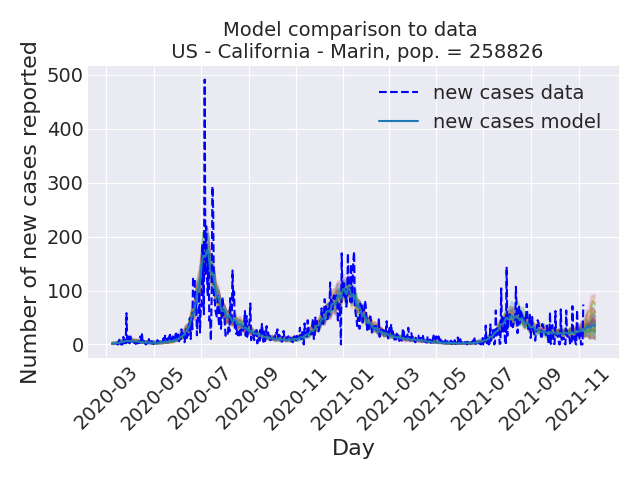 Model comparison to data
US - California - Marin, pop. = 258826
new cases data
new cases model
Number of new cases reported
500
400
300
200
100
0
2020-03
2020-05
2020-07
2020-09
2020-11
2021-01
2021-03
2021-05
2021-07
2021-09
2021-11
Day